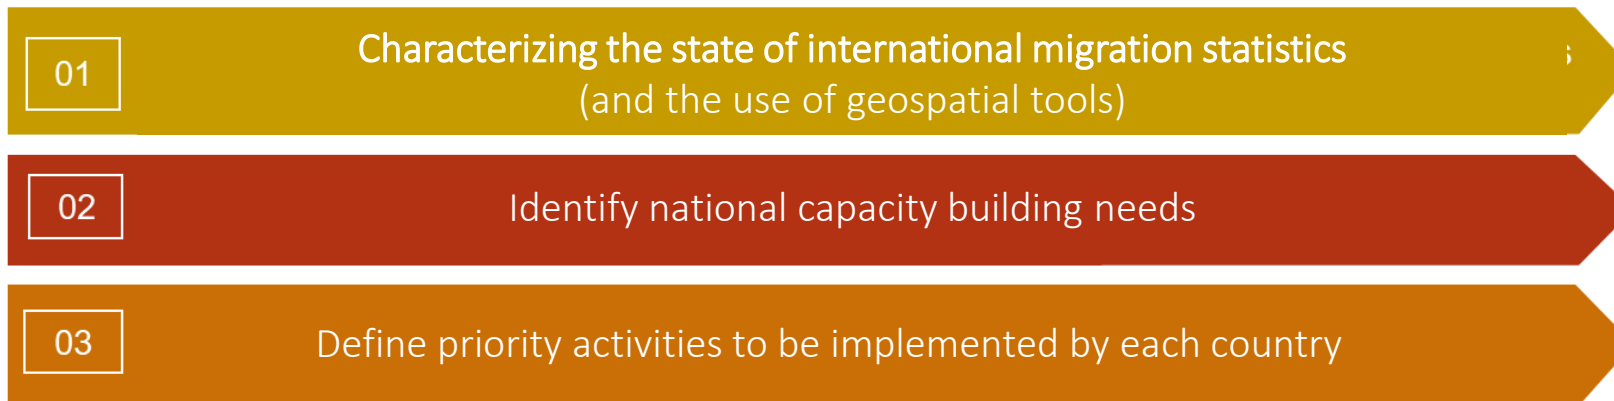 01
Characterizing the state of international migration statistics
(and the use of geospatial tools)
02
Identify national capacity building needs
03
Define priority activities to be implemented by each country